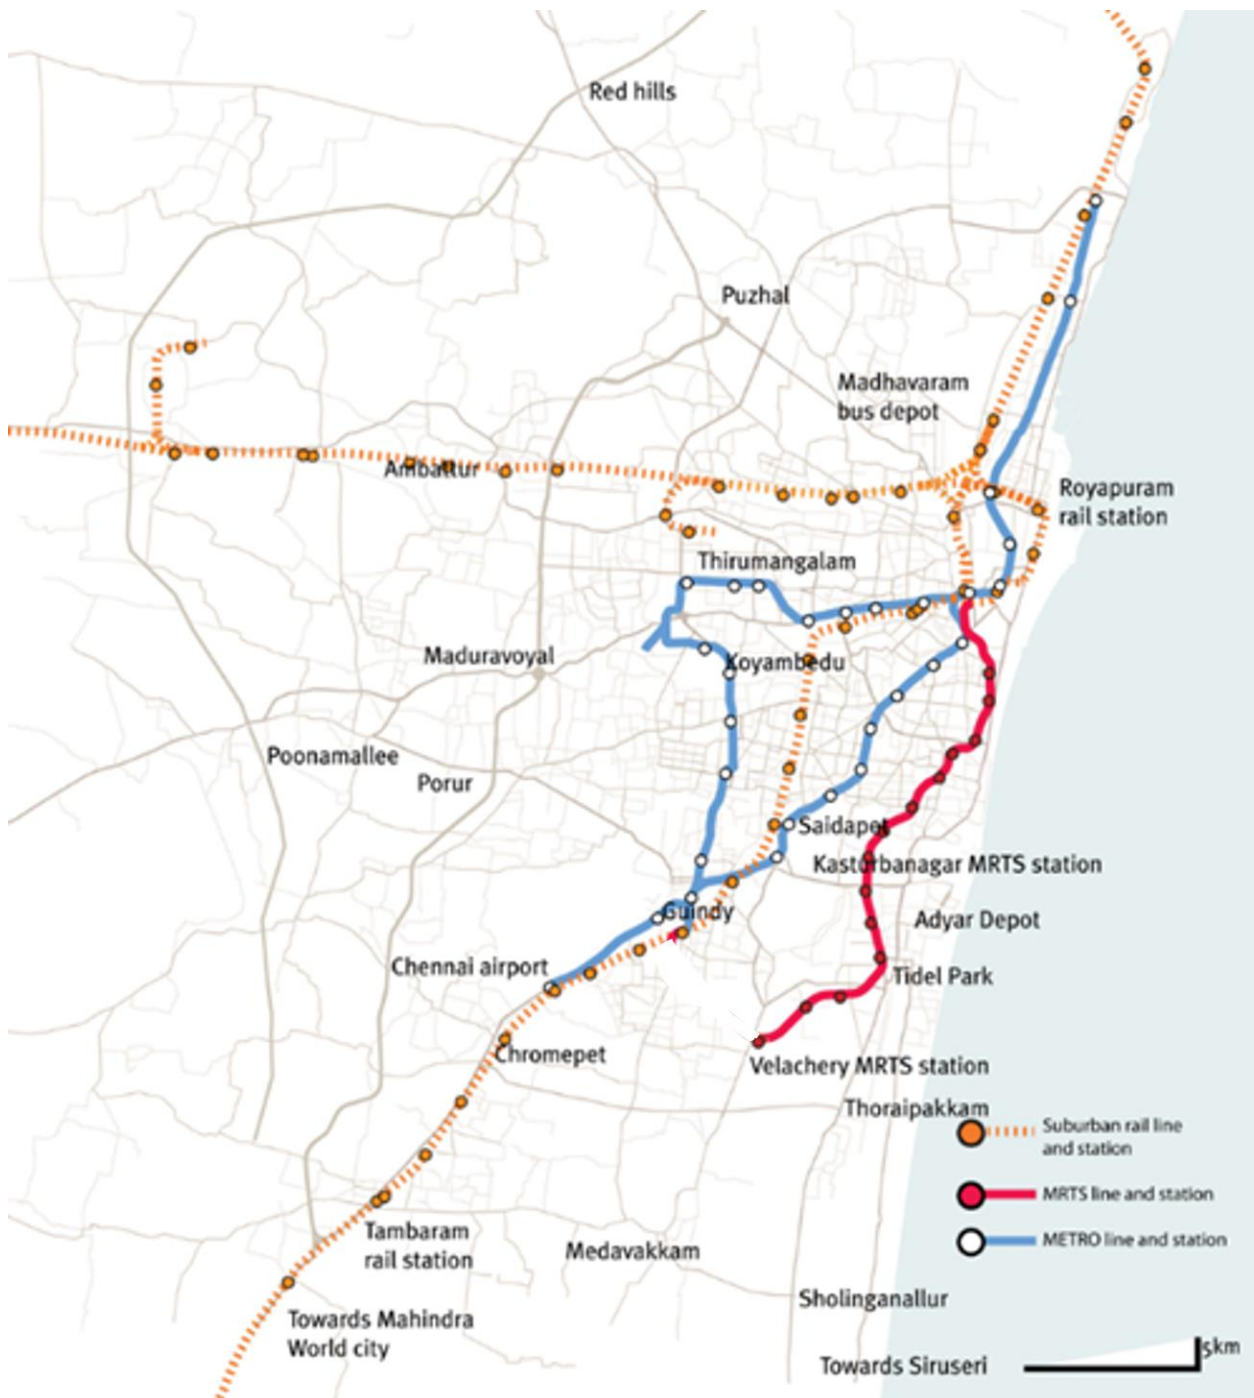 Red hills
Puzhal
Madhavaram
bus depot
Ambattur
Royapuram
rail station
Thirumangalam
Maduravoyal
Koyambedu
Poonamallee
Porur
Saidapet
Kasturbanagar MRTS station
Guindy
Adyar Depot
Chennai airport
Tidel Park
Chromepet
Velachery MRTS station
Thoraipakkam
Suburban rail line
and station
MRTS line and station
METRO line and station
Tambaram
rail station
Medavakkam
Sholinganallur
Towards Mahindra
World city
5km
Towards Siruseri